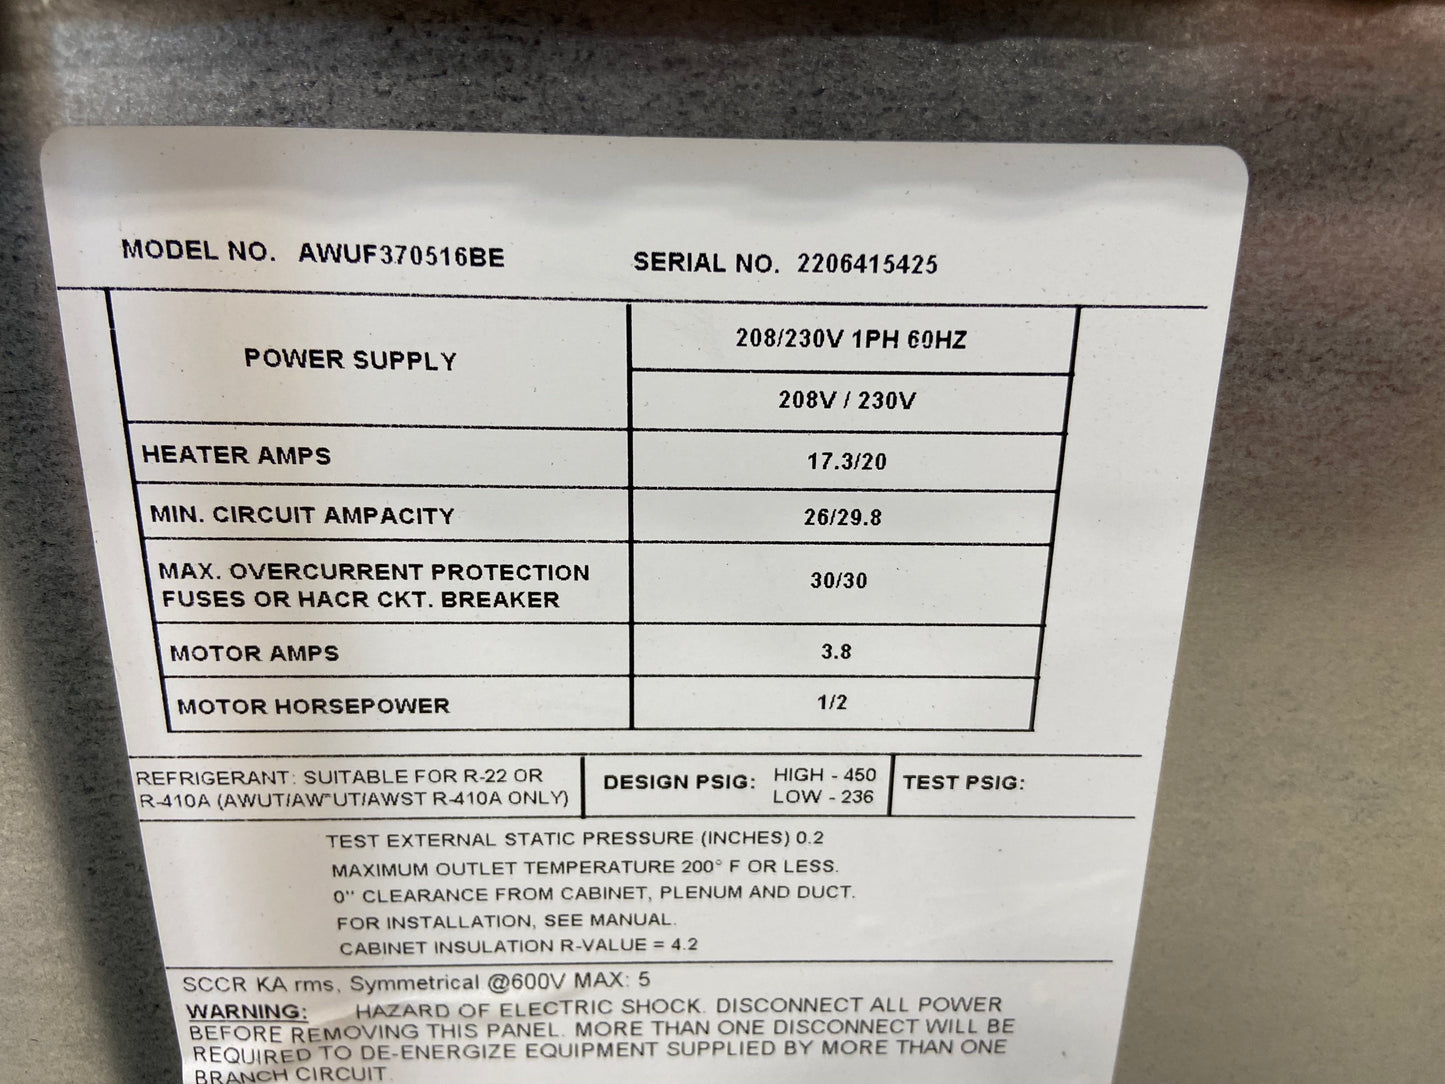 MODEL NO. AWUF370516BE SERIAL NO. 2206415425
POWER SUPPLY
208/230V 1PH 60HZ
208V / 230V
HEATER AMPS 17.3/20
MIN. CIRCUIT AMPACITY 26/29.8
MAX. OVERCURRENT PROTECTION
FUSES OR HACR CKT. BREAKER
30/30
MOTOR AMPS 3.8
MOTOR HORSEPOWER 1/2
REFRIGERANT: SUITABLE FOR R-22 OR
R-410A (AWUT/ UT/AWST R-410A ONLY)
DESIGN PSIG:
HIGH - 450
LOW - 236
TEST PSIG:
TEST EXTERNAL STATIC PRESSURE (INCHES) 0.2
MAXIMUM OUTLET TEMPERATURE 200° F OR LESS.
0" CLEARANCE FROM CABINET, PLENUM AND DUCT.
FOR INSTALLATION, SEE MANUAL.
CABINET INSULATION R-VALUE = 4.2
SCCR KA rms, Symmetrical @600V MAX: 5
WARNING: HAZARD OF ELECTRIC SHOCK. DISCONNECT ALL POWER
BEFORE REMOVING THIS PANEL. MORE THAN ONE DISCONNECT WILL BE
REQUIRED TO DE-ENERGIZE EQUIPMENT SUPPLIED BY MORE THAN ONE
BRANCH CIRCUIT.